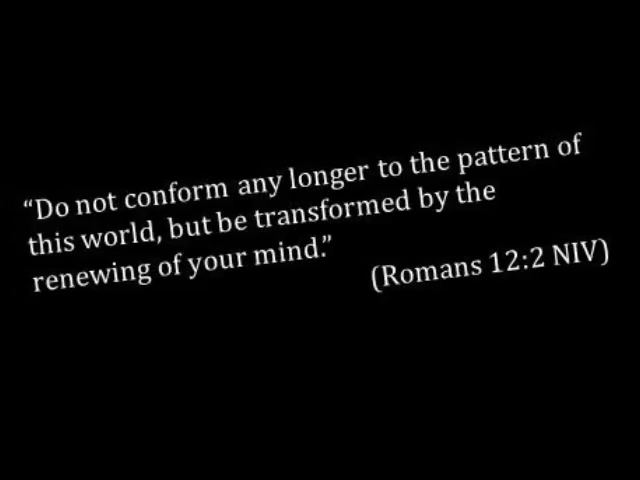 “Do not conform any longer to the pattern of
this world, but be transformed by the
renewing of your mind.”
(Romans 12:2 NIV)